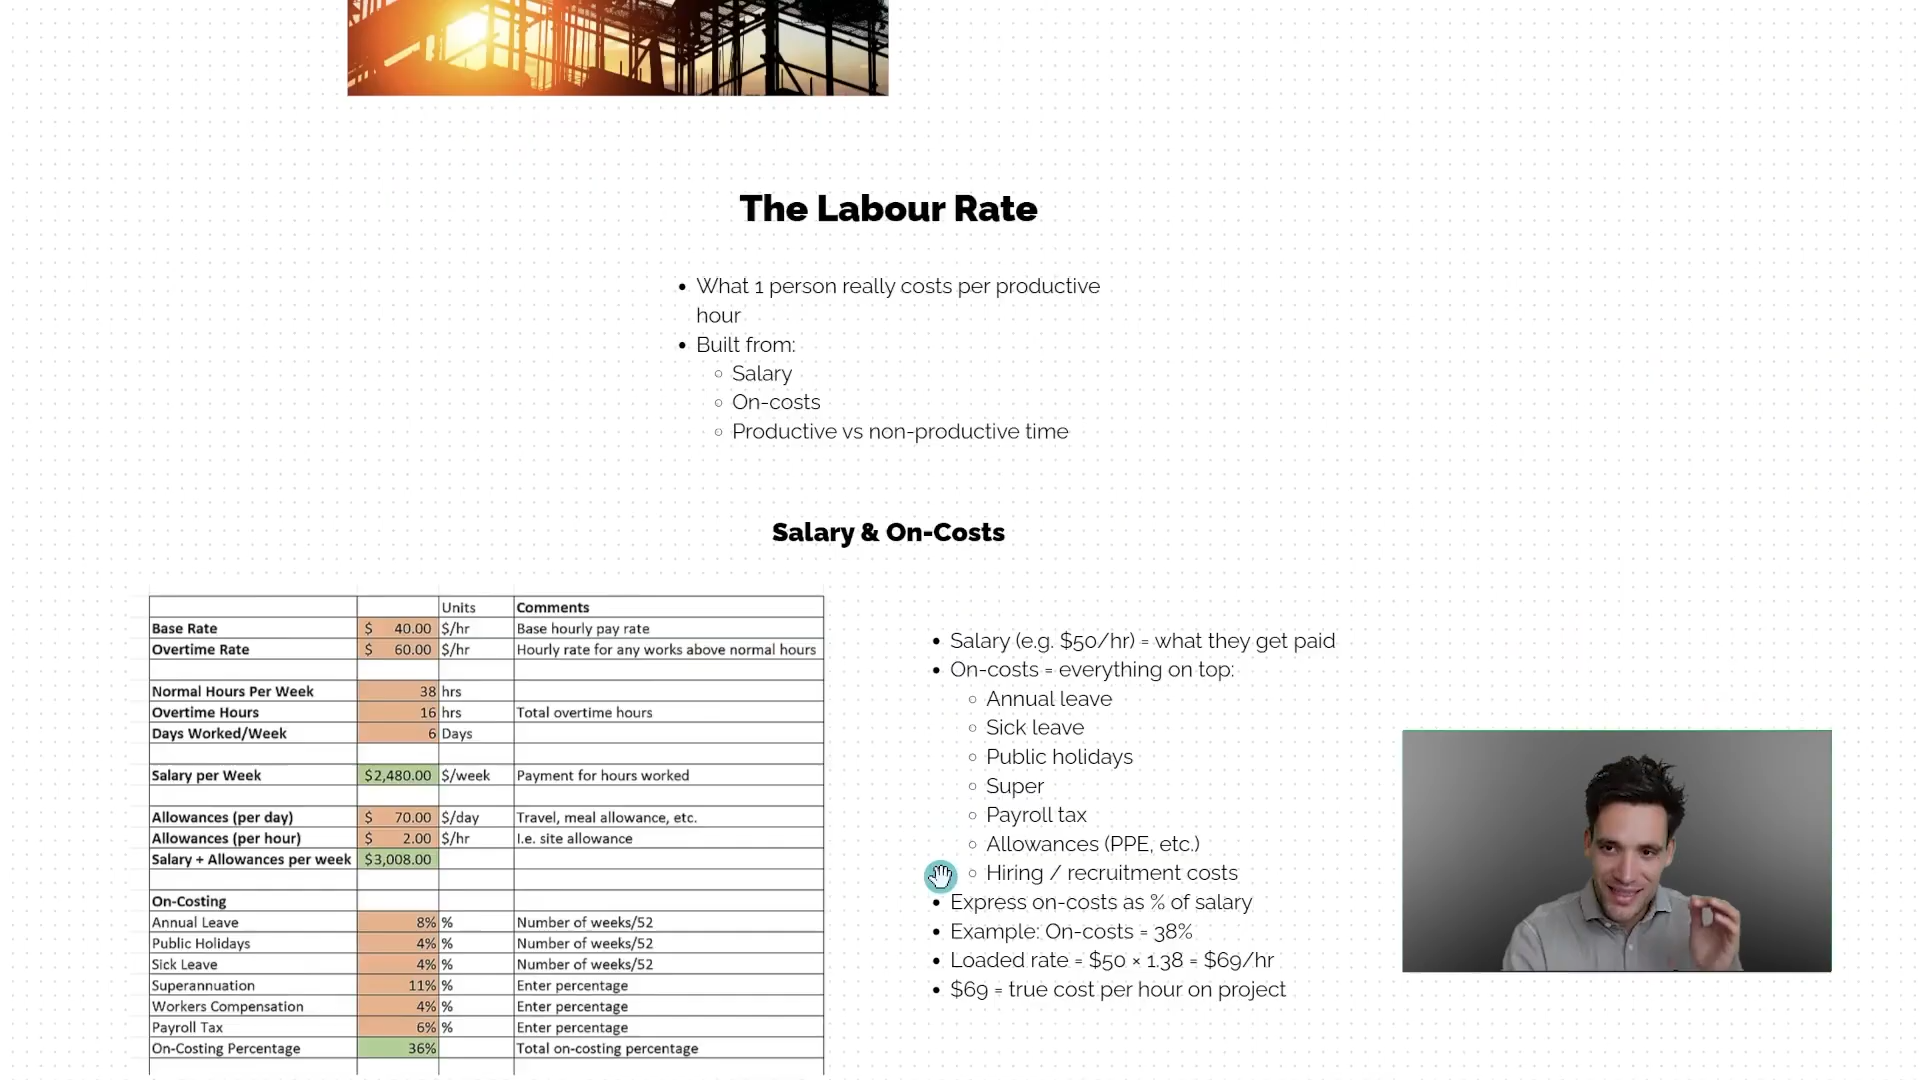 The Labour Rate
• What 1 person really costs per productive
hour
• Built from:
○ Salary
○ On-costs
○ Productive vs non-productive time
Salary & On-Costs
Units Comments
Base Rate $ 40.00 $/hr Base hourly pay rate
Overtime Rate $ 60.00 $/hr Hourly rate for any works above normal hours
Normal Hours Per Week 38 hrs
Overtime Hours 16 hrs Total overtime hours
Days Worked/Week 6 Days
Salary per Week $2,480.00 $/week Payment for hours worked
Allowances (per day) $ 70.00 $/day Travel, meal allowance, etc.
Allowances (per hour) $ 2.00 $/hr I.e. site allowance
Salary + Allowances per week $3,008.00
On-Costing
Annual Leave 8% % Number of weeks/52
Public Holidays 4% % Number of weeks/52
Sick Leave 4% % Number of weeks/52
Superannuation 11% % Enter percentage
Workers Compensation 4% % Enter percentage
Payroll Tax 6% % Enter percentage
On-Costing Percentage 36% Total on-costing percentage
• Salary (e.g. $50/hr) = what they get paid
• On-costs = everything on top:
○ Annual leave
○ Sick leave
○ Public holidays
○ Super
○ Payroll tax
○ Allowances (PPE, etc.)
○ Hiring / recruitment costs
• Express on-costs as % of salary
• Example: On-costs = 38%
• Loaded rate = $50 × 1.38 = $69/hr
• $69 = true cost per hour on project